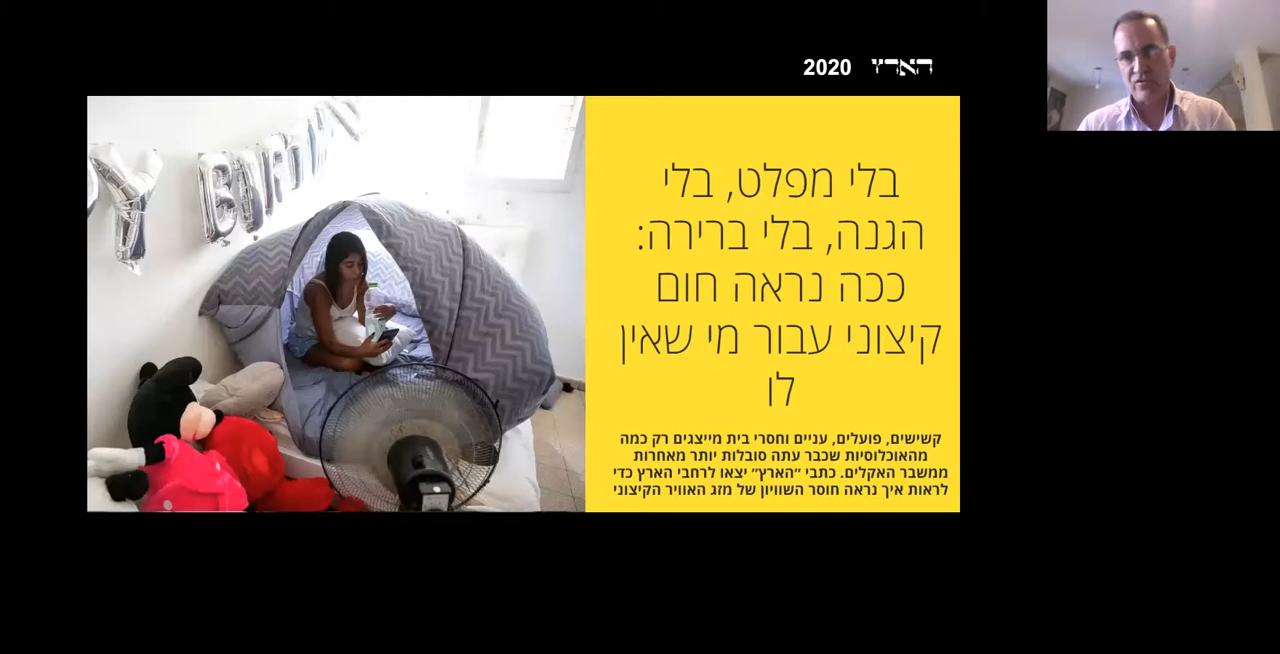 הארץ 2020
Y BIRTH
בלי מפלט, בלי
הגנה, בלי ברירה:
ככה נראה חום
קיצוני עבור מי שאין
לו
קשישים, פועלים, עניים וחסרי בית מייצגים רק כמה
מהאוכלוסיות שכבר עתה סובלות יותר מאחרות
ממשבר האקלים. כתבי ״הארץ״ יצאו לרחבי הארץ כדי
לראות איך נראה חוסר השוויון של מזג האוויר הקיצוני